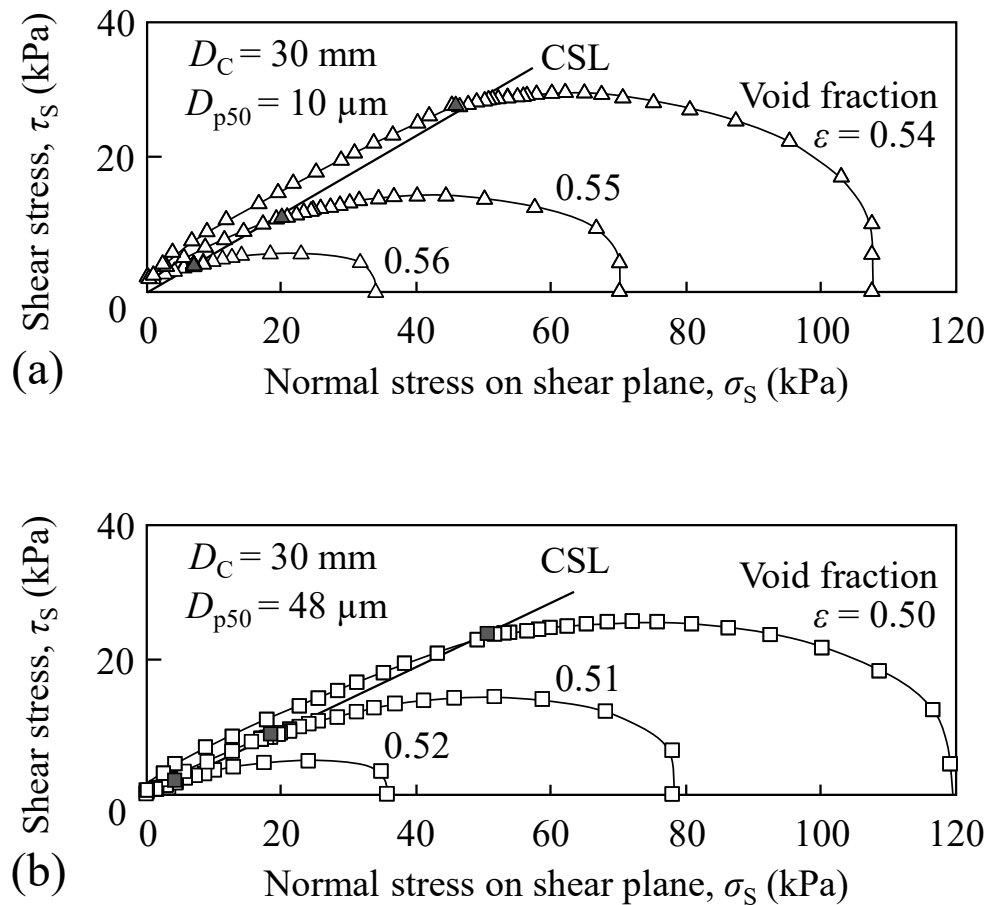 40
D_C = 30 mm
D_p50 = 10 µm
CSL
Void fraction
ε = 0.54
20
0.55
0.56
0
0 20 40 60 80 100 120
Shear stress, τ_S (kPa)
(a)
Normal stress on shear plane, σ_S (kPa)
40
D_C = 30 mm
D_p50 = 48 µm
CSL
Void fraction
ε = 0.50
20
0.51
0.52
0
0 20 40 60 80 100 120
Shear stress, τ_S (kPa)
(b)
Normal stress on shear plane, σ_S (kPa)